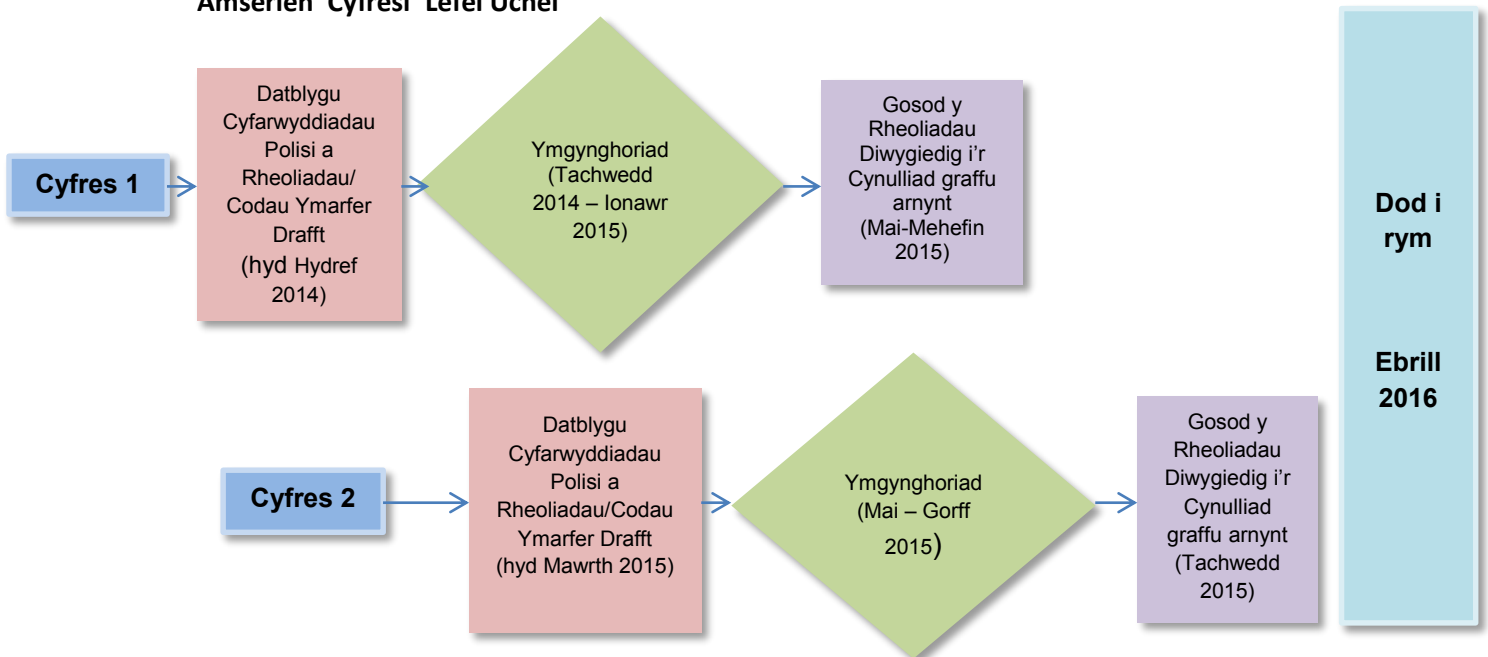 Amserlen 'Cyfresi' Lefel Uchel
Cyfres 1
Datblygu
Cyfarwyddiadau
Polisi a
Rheoliadau/
Codau Ymarfer
Drafft
(hyd Hydref
2014)
Ymgynghoriad
(Tachwedd
2014 – Ionawr
2015)
Gosod y
Rheoliadau
Diwygiedig i'r
Cynulliad graffu
arnynt
(Mai-Mehefin
2015)
Dod i
rym
Ebrill
2016
Cyfres 2
Datblygu
Cyfarwyddiadau
Polisi a
Rheoliadau/Codau
Ymarfer Drafft
(hyd Mawrth 2015)
Ymgynghoriad
(Mai – Gorff
2015)
Gosod y
Rheoliadau
Diwygiedig i'r
Cynulliad
graffu arnynt
(Tachwedd
2015)